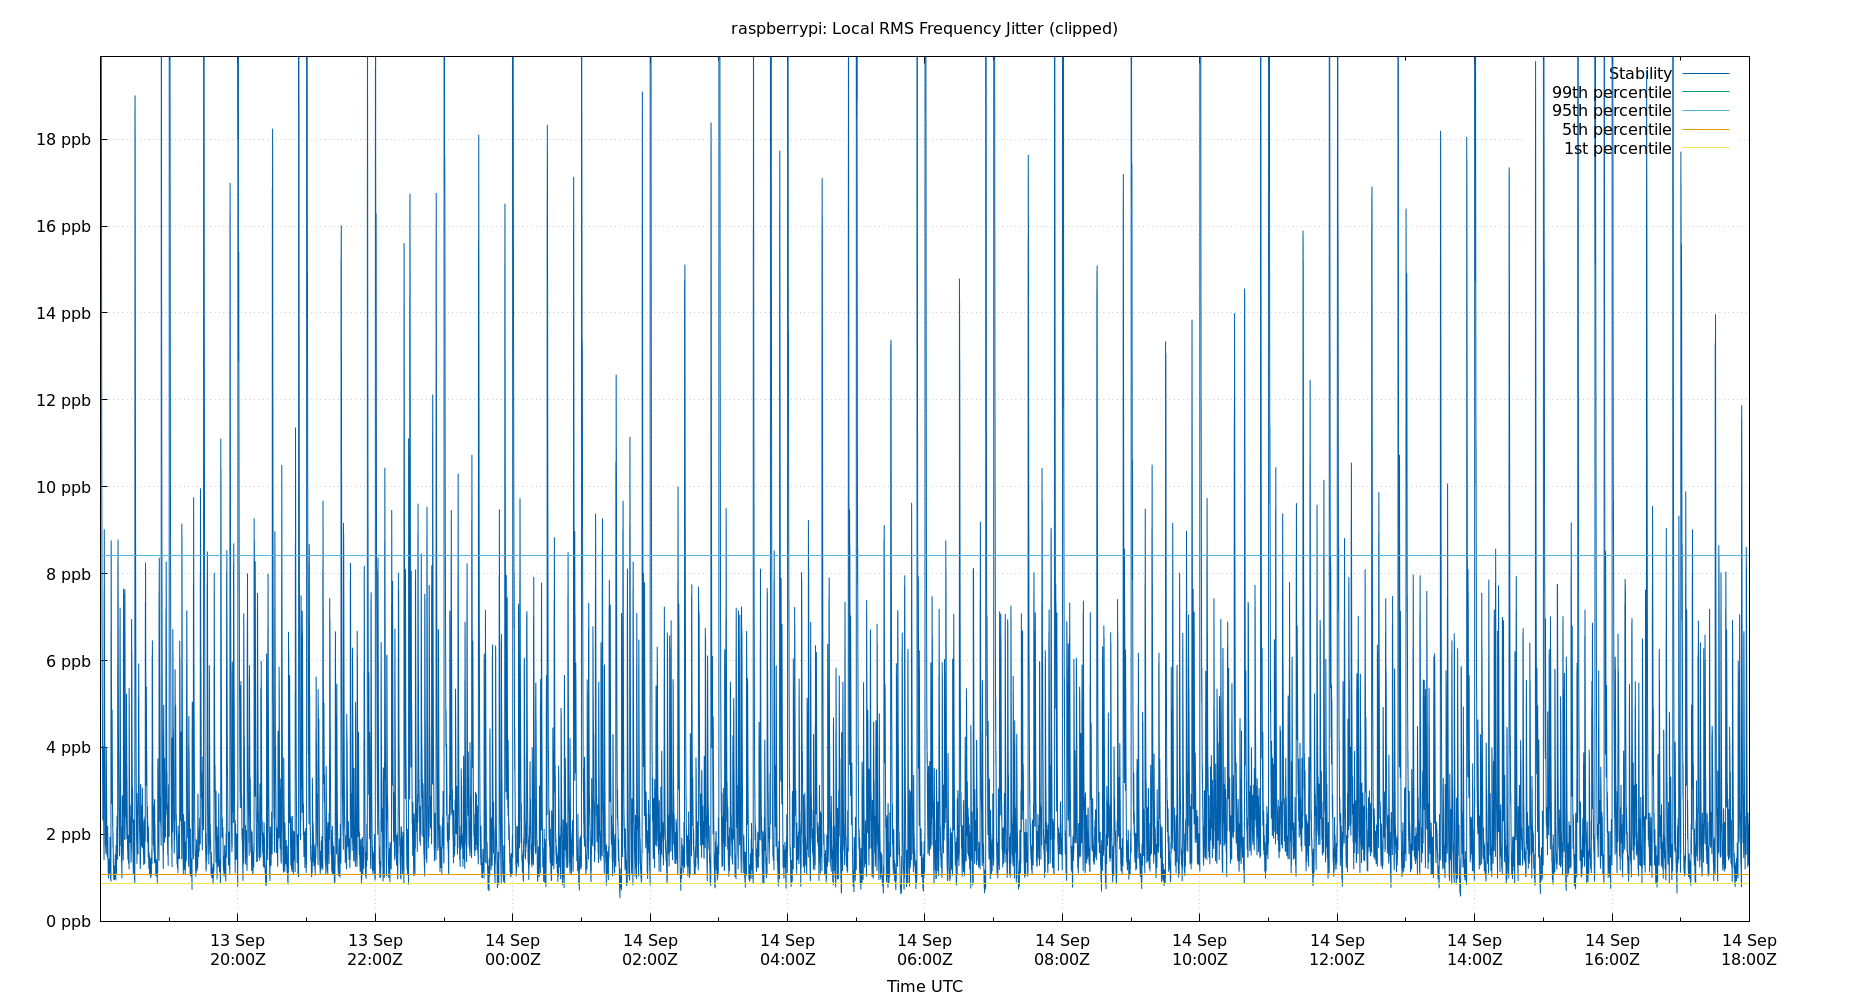 raspberrypi: Local RMS Frequency Jitter (clipped)
Stability
99th percentile
95th percentile
5th percentile
1st percentile
18 ppb
16 ppb
14 ppb
12 ppb
10 ppb
8 ppb
6 ppb
4 ppb
2 ppb
0 ppb
13 Sep 13 Sep 14 Sep 14 Sep 14 Sep 14 Sep 14 Sep 14 Sep 14 Sep 14 Sep 14 Sep 14 Sep
20:00Z 22:00Z 00:00Z 02:00Z 04:00Z 06:00Z 08:00Z 10:00Z 12:00Z 14:00Z 16:00Z 18:00Z
Time UTC